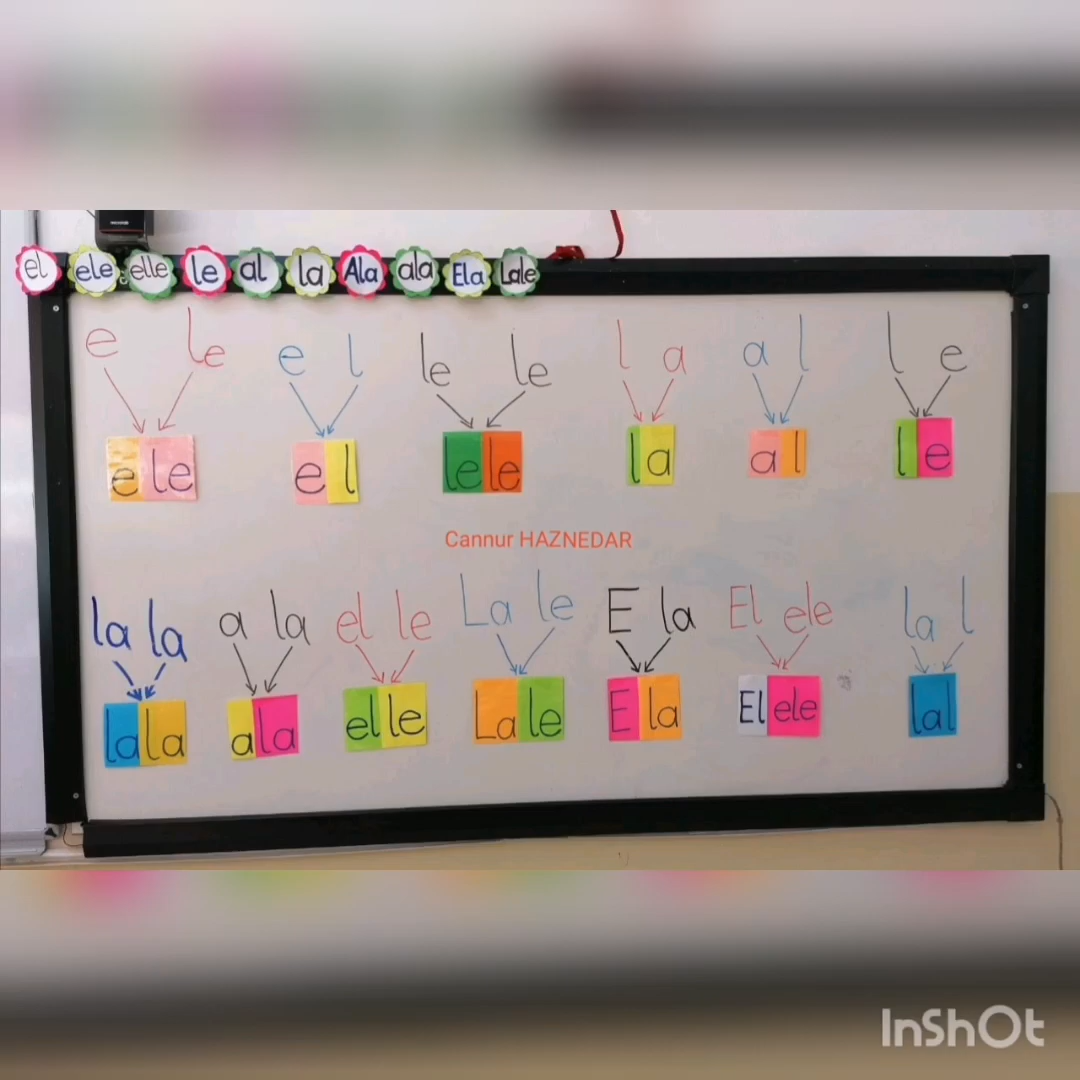 el ele elle le al la Ala ala Ela Lale
e le e l le le l a a l l e
ele el lele la al le
Cannur HAZNEDAR
la la a la el le La le E la El ele la l
lala ala elle Lale Ela El ele lal
InShOt